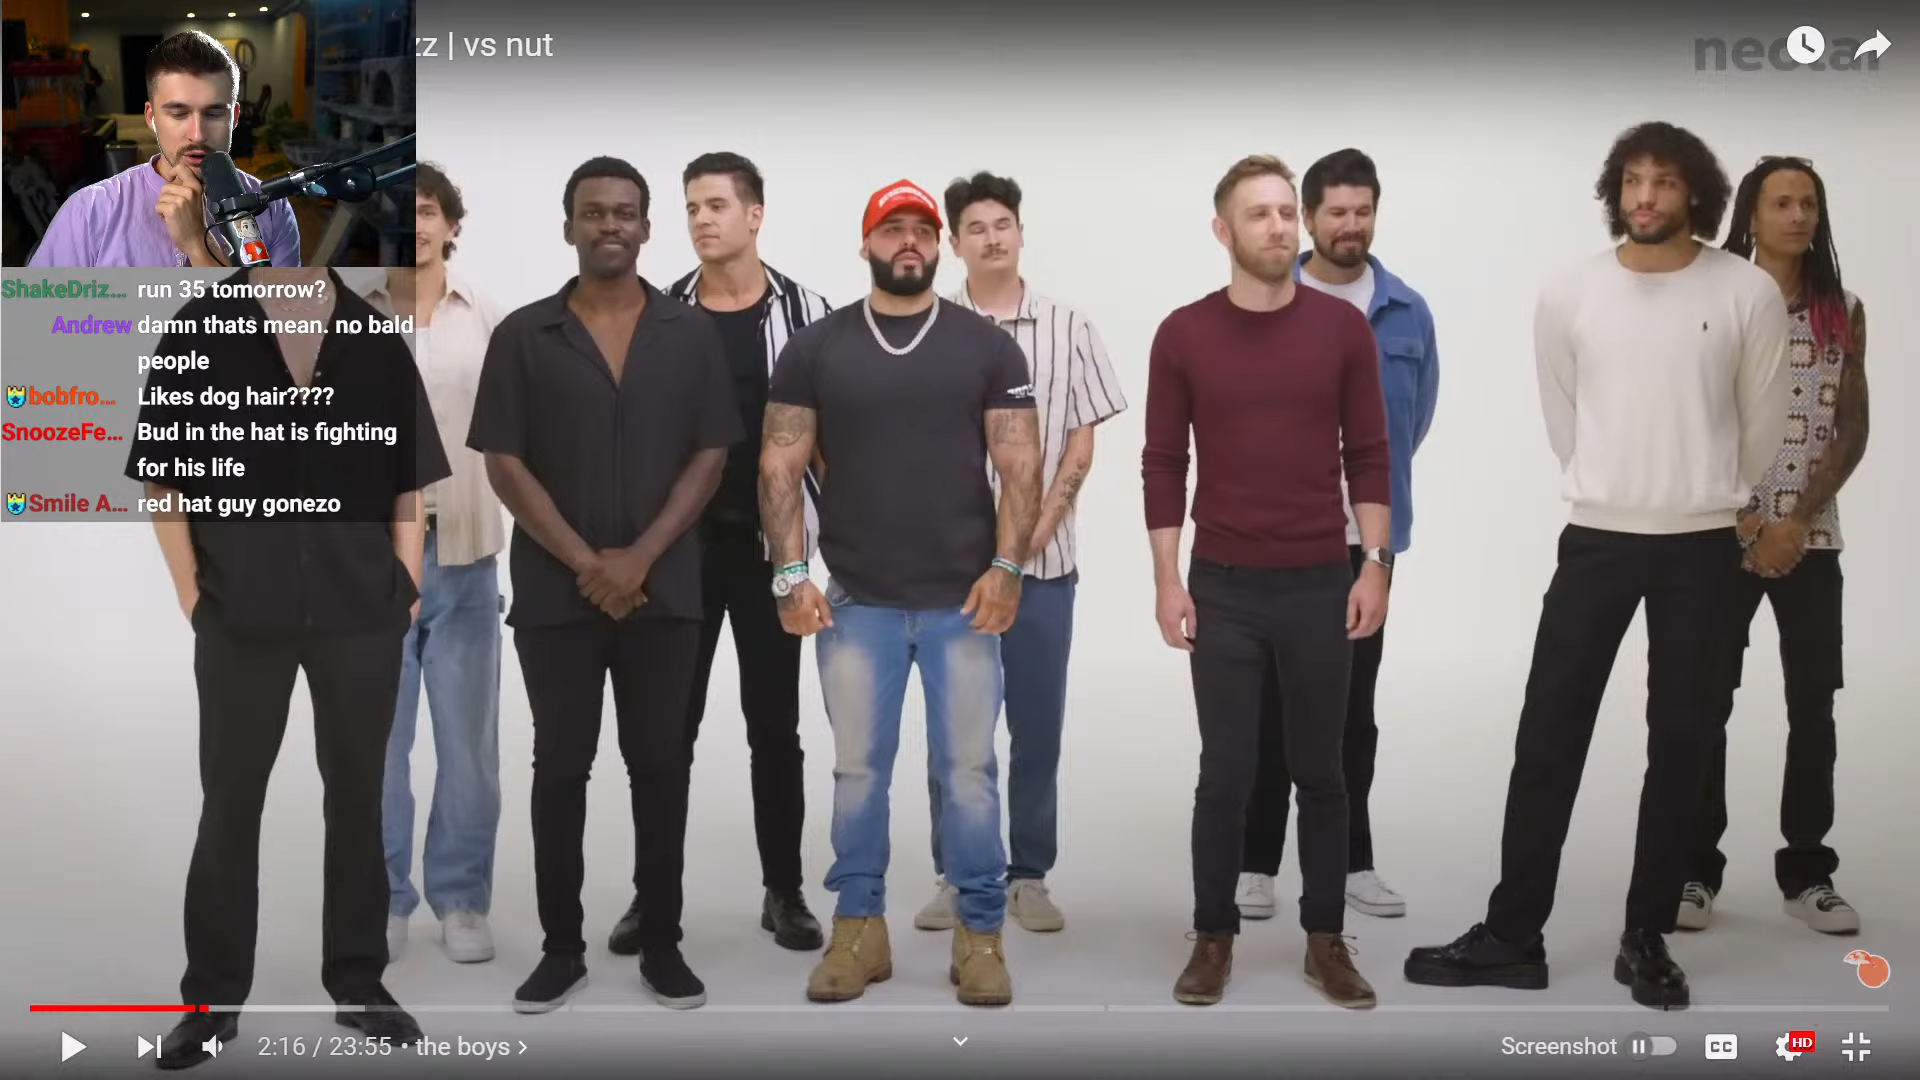 zz | vs nut
ShakeDriz... run 35 tomorrow?
Andrew damn thats mean. no bald
people
bobfro... Likes dog hair????
SnoozeFe... Bud in the hat is fighting
for his life
Smile A... red hat guy gonezo
2:16 / 23:55 • the boys >
Screenshot
CC
HD